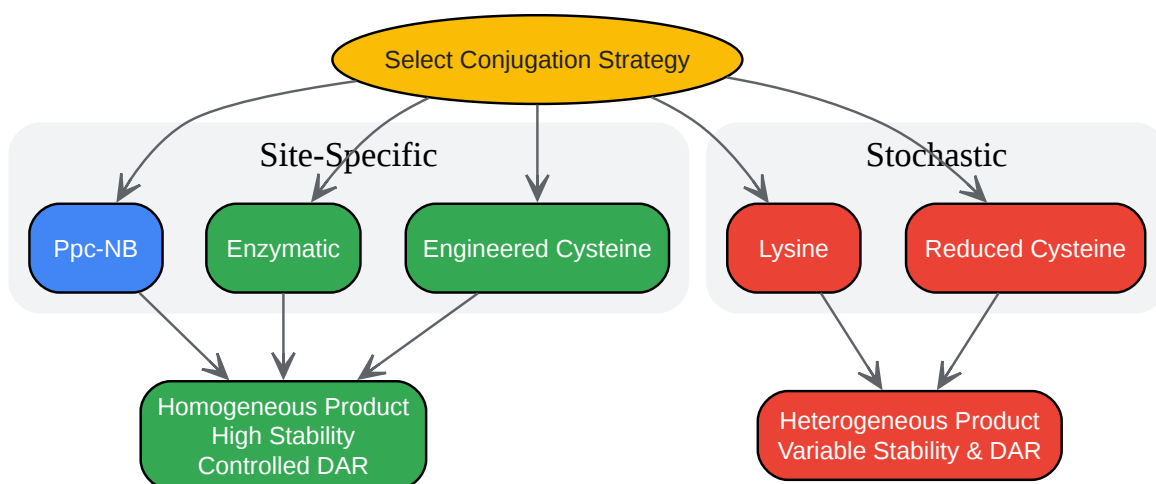 Select Conjugation Strategy
Site-Specific
Stochastic
Ppc-NB
Enzymatic
Engineered Cysteine
Lysine
Reduced Cysteine
Homogeneous Product
High Stability
Controlled DAR
Heterogeneous Product
Variable Stability & DAR